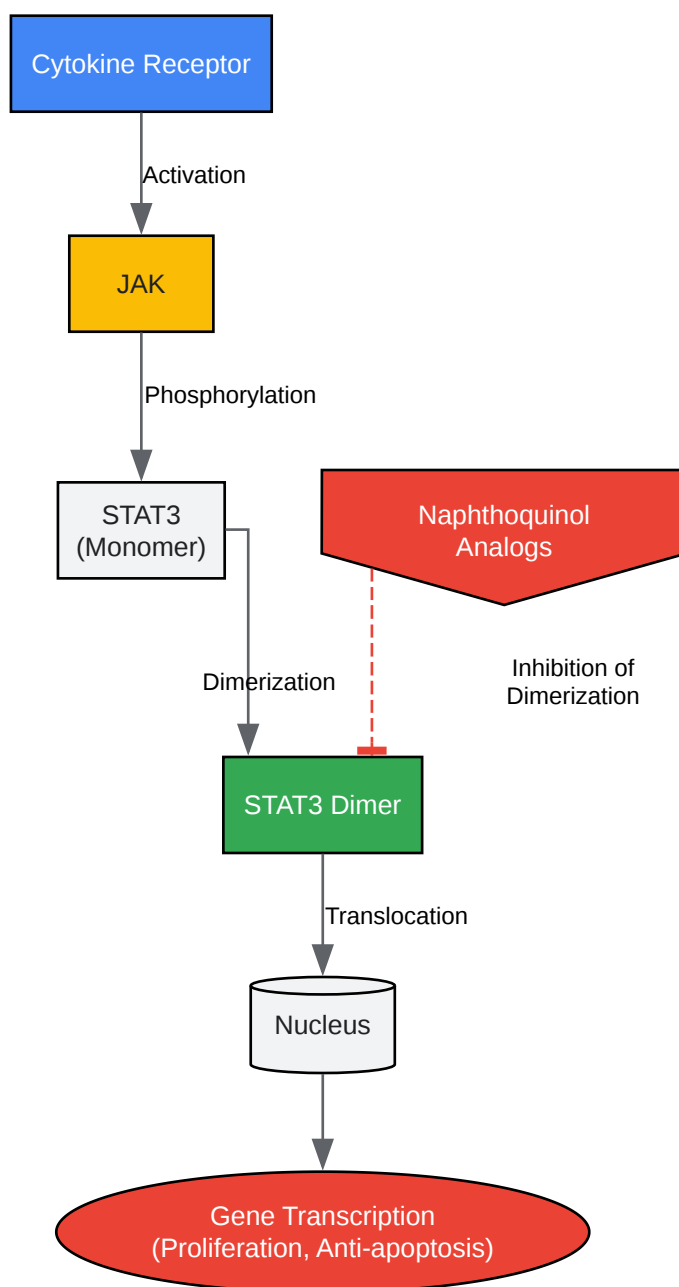 Cytokine Receptor
Activation
JAK
Phosphorylation
STAT3
(Monomer)
Naphthoquinol
Analogs
Dimerization
Inhibition of
Dimerization
STAT3 Dimer
Translocation
Nucleus
Gene Transcription
(Proliferation, Anti-apoptosis)